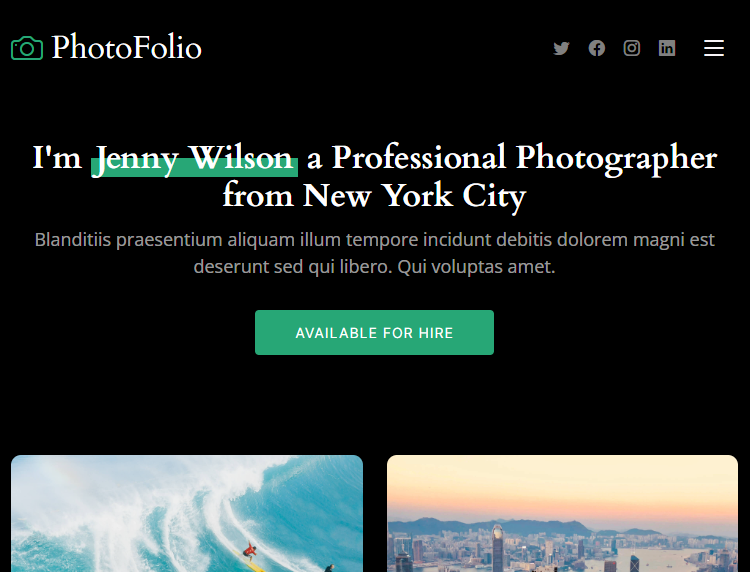 PhotoFolio
I'm Jenny Wilson a Professional Photographer
from New York City
Blanditiis praesentium aliquam illum tempore incidunt debitis dolorem magni est
deserunt sed qui libero. Qui voluptas amet.
AVAILABLE FOR HIRE